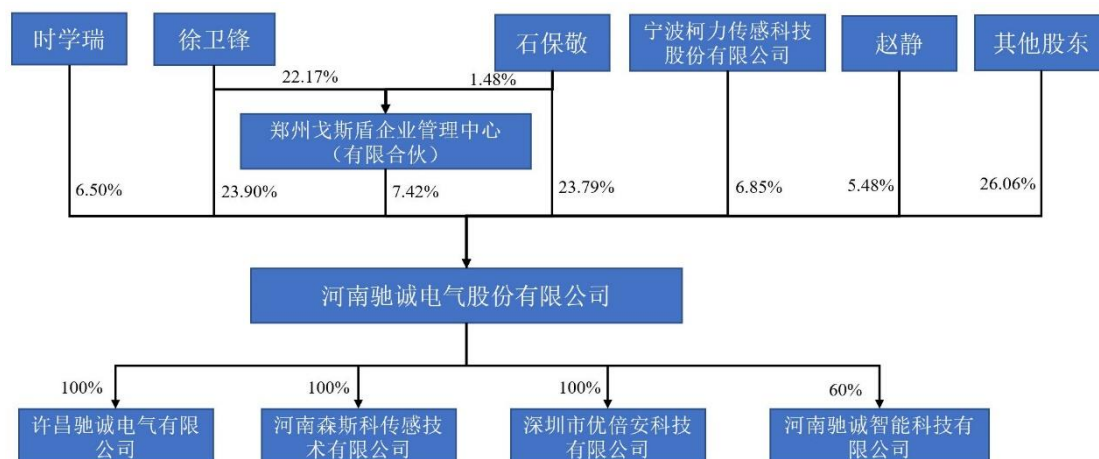 时学瑞
徐卫锋
石保敬
宁波柯力传感科技
股份有限公司
赵静
其他股东
22.17%
1.48%
郑州戈斯盾企业管理中心
（有限合伙）
6.50%
23.90%
7.42%
23.79%
6.85%
5.48%
26.06%
河南驰诚电气股份有限公司
100%
100%
100%
60%
许昌驰诚电气有限
公司
河南森斯科传感技
术有限公司
深圳市优倍安科技
有限公司
河南驰诚智能科技有
限公司